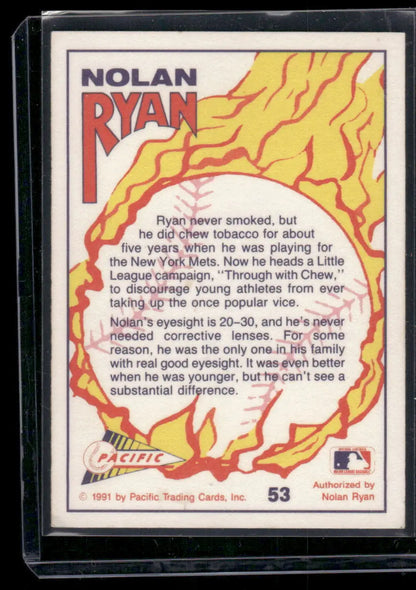 NOLAN
RYAN
Ryan never smoked, but
he did chew tobacco for about
five years when he was playing for
the New York Mets. Now he heads a Little
League campaign, "Through with Chew,"
to discourage young athletes from ever
taking up the once popular vice.
Nolan's eyesight is 20–30, and he's never
needed corrective lenses. For some
reason, he was the only one in his family
with real good eyesight. It was even better
when he was younger, but he can't see a
substantial difference.
PACIFIC
© 1991 by Pacific Trading Cards, Inc.
53
Authorized by
Nolan Ryan